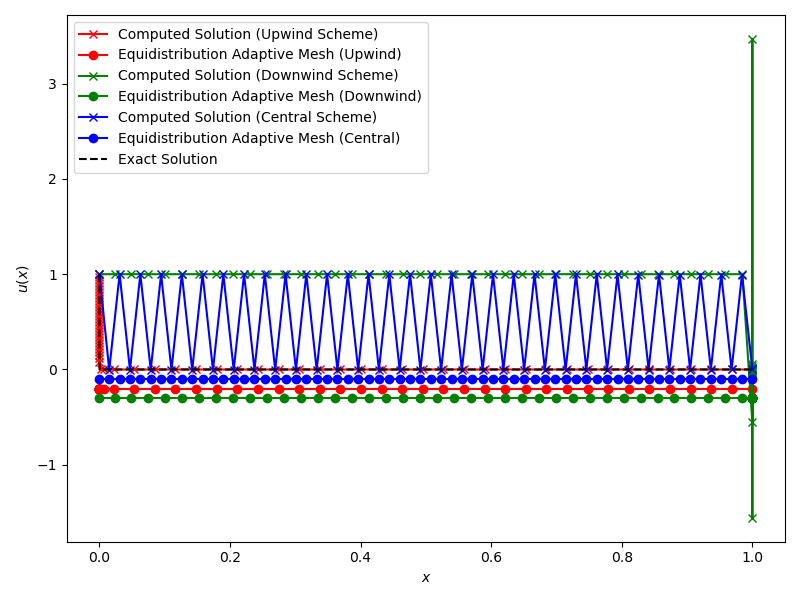 Computed Solution (Upwind Scheme)
Equidistribution Adaptive Mesh (Upwind)
Computed Solution (Downwind Scheme)
Equidistribution Adaptive Mesh (Downwind)
Computed Solution (Central Scheme)
Equidistribution Adaptive Mesh (Central)
Exact Solution
3
2
1
0
−1
u(x)
0.0 0.2 0.4 0.6 0.8 1.0
x